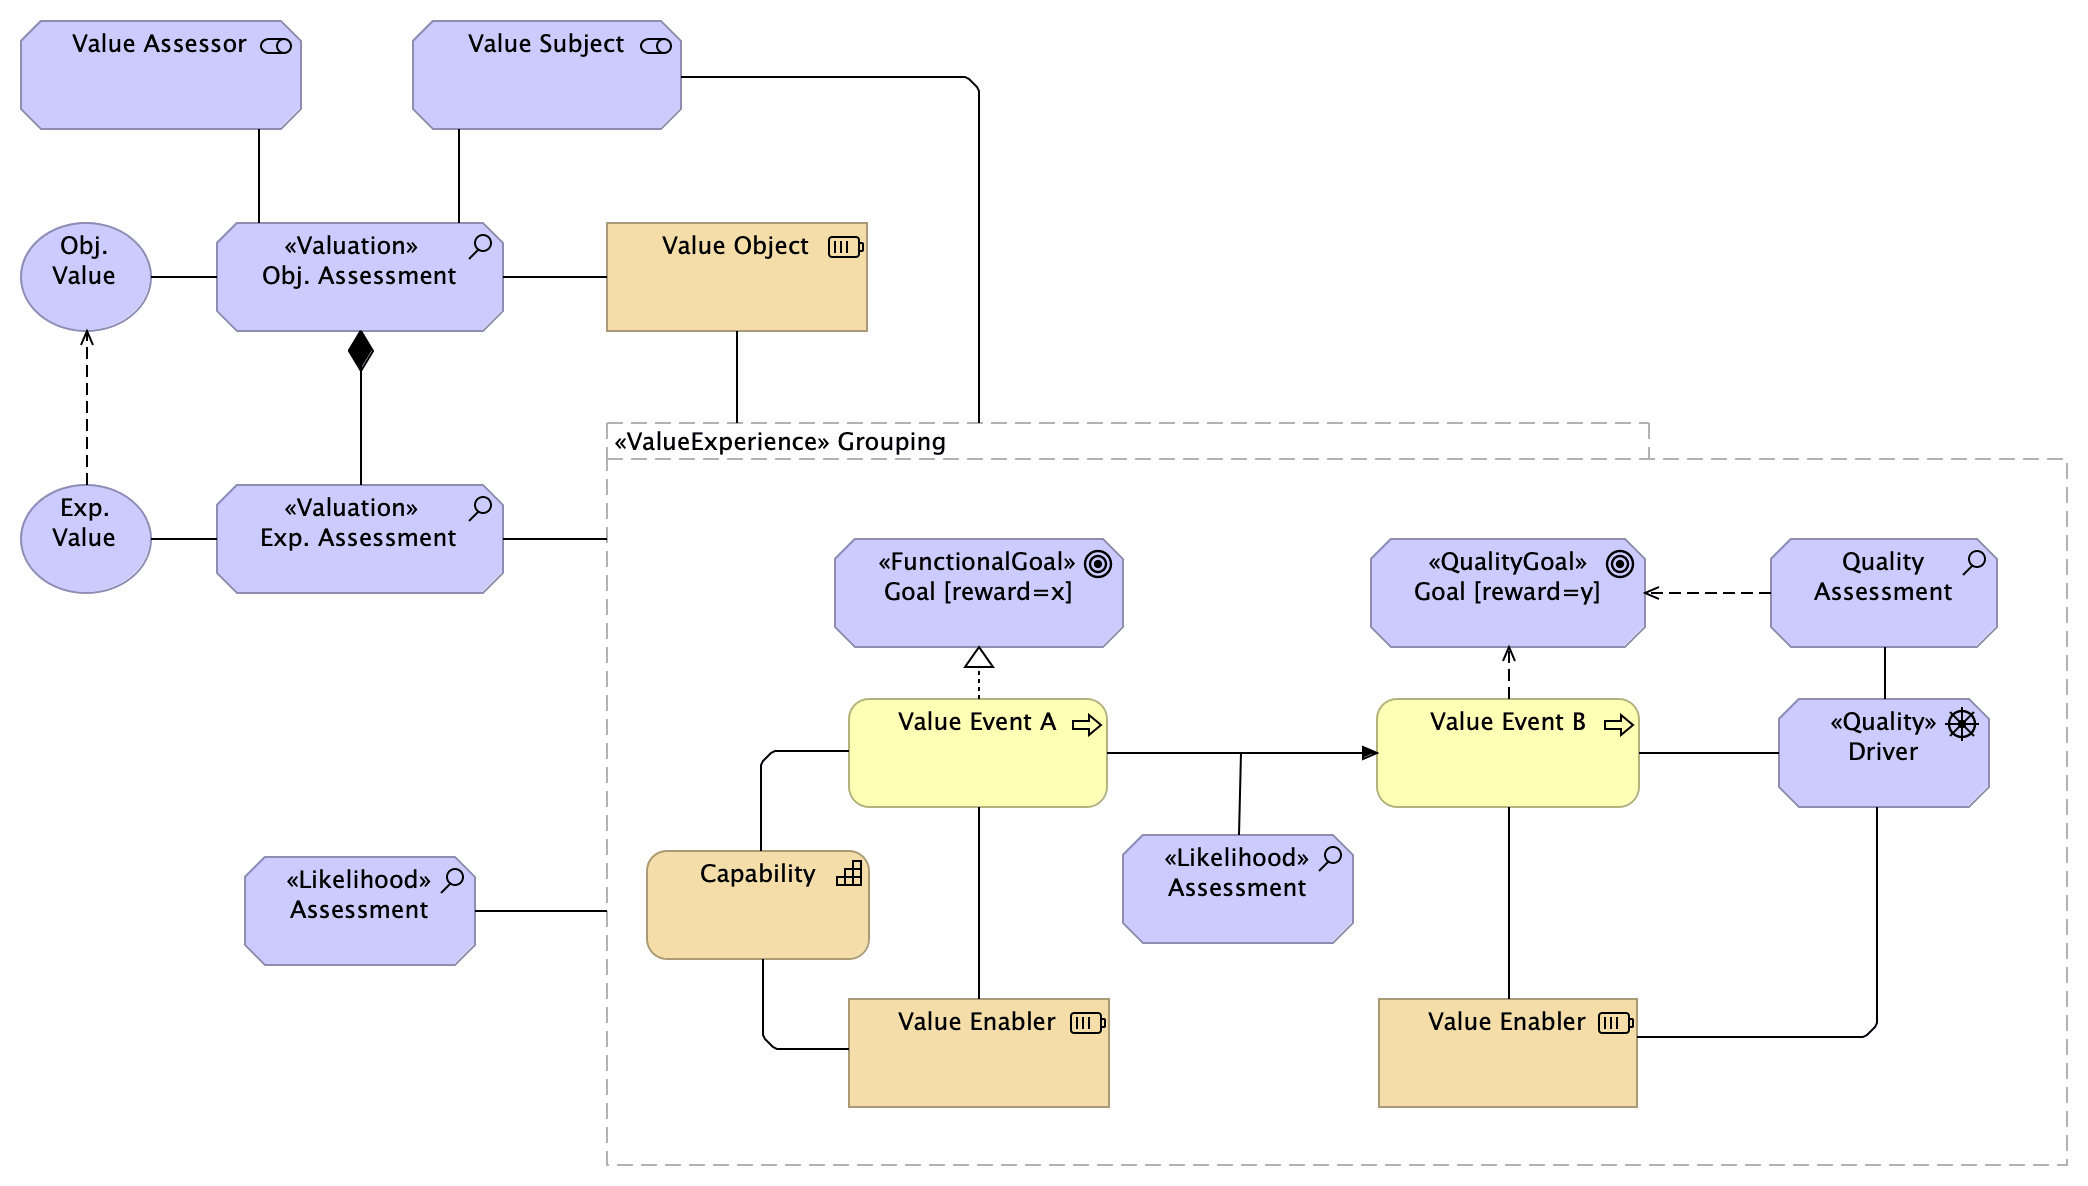 Value Assessor
Value Subject
Obj.
Value
«Valuation»
Obj. Assessment
Value Object
«ValueExperience» Grouping
Exp.
Value
«Valuation»
Exp. Assessment
«FunctionalGoal»
Goal [reward=x]
«QualityGoal»
Goal [reward=y]
Quality
Assessment
Value Event A
Value Event B
«Quality»
Driver
«Likelihood»
Assessment
Capability
«Likelihood»
Assessment
Value Enabler
Value Enabler